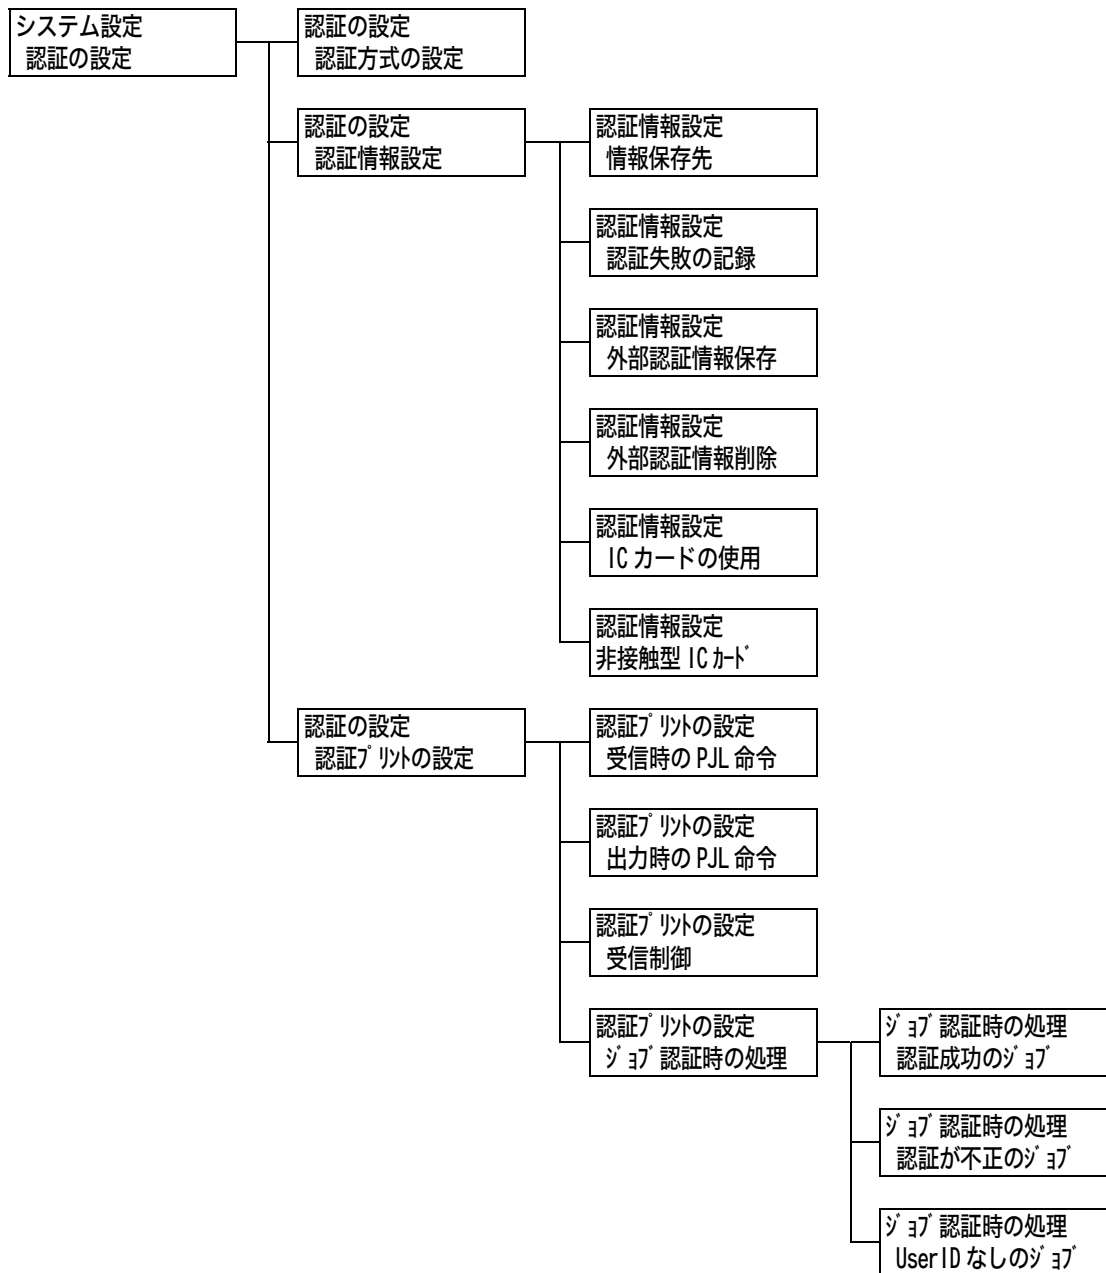 システム設定
認証の設定
認証の設定
認証方式の設定
認証の設定
認証情報設定
認証情報設定
情報保存先
認証情報設定
認証失敗の記録
認証情報設定
外部認証情報保存
認証情報設定
外部認証情報削除
認証情報設定
IC カードの使用
認証情報設定
非接触型 IC ｶｰﾄﾞ
認証の設定
認証ﾌﾟﾘﾝﾄの設定
認証ﾌﾟﾘﾝﾄの設定
受信時の PJL 命令
認証ﾌﾟﾘﾝﾄの設定
出力時の PJL 命令
認証ﾌﾟﾘﾝﾄの設定
受信制御
認証ﾌﾟﾘﾝﾄの設定
ｼﾞｮﾌﾞ認証時の処理
ｼﾞｮﾌﾞ認証時の処理
認証成功のｼﾞｮﾌﾞ
ｼﾞｮﾌﾞ認証時の処理
認証が不正のｼﾞｮﾌﾞ
ｼﾞｮﾌﾞ認証時の処理
UserID なしのｼﾞｮﾌﾞ